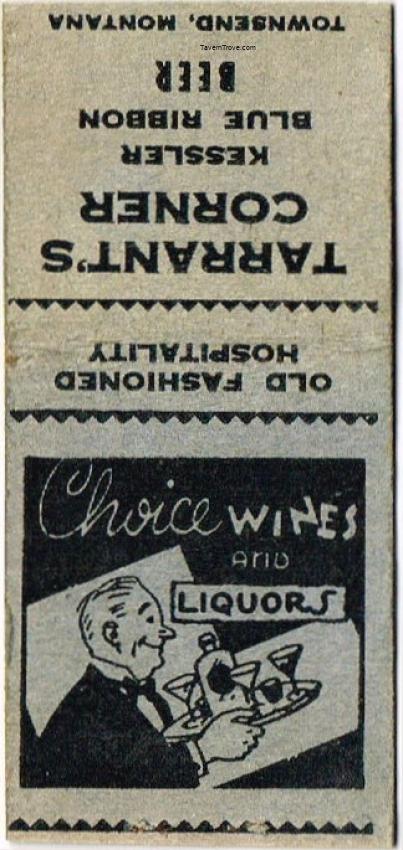 TARRANT'S
CORNER
KESSLER
BLUE RIBBON
BEER
TOWNSEND, MONTANA
TavernTrove.com
OLD FASHIONED
HOSPITALITY
Choice WINES
AND
LIQUORS